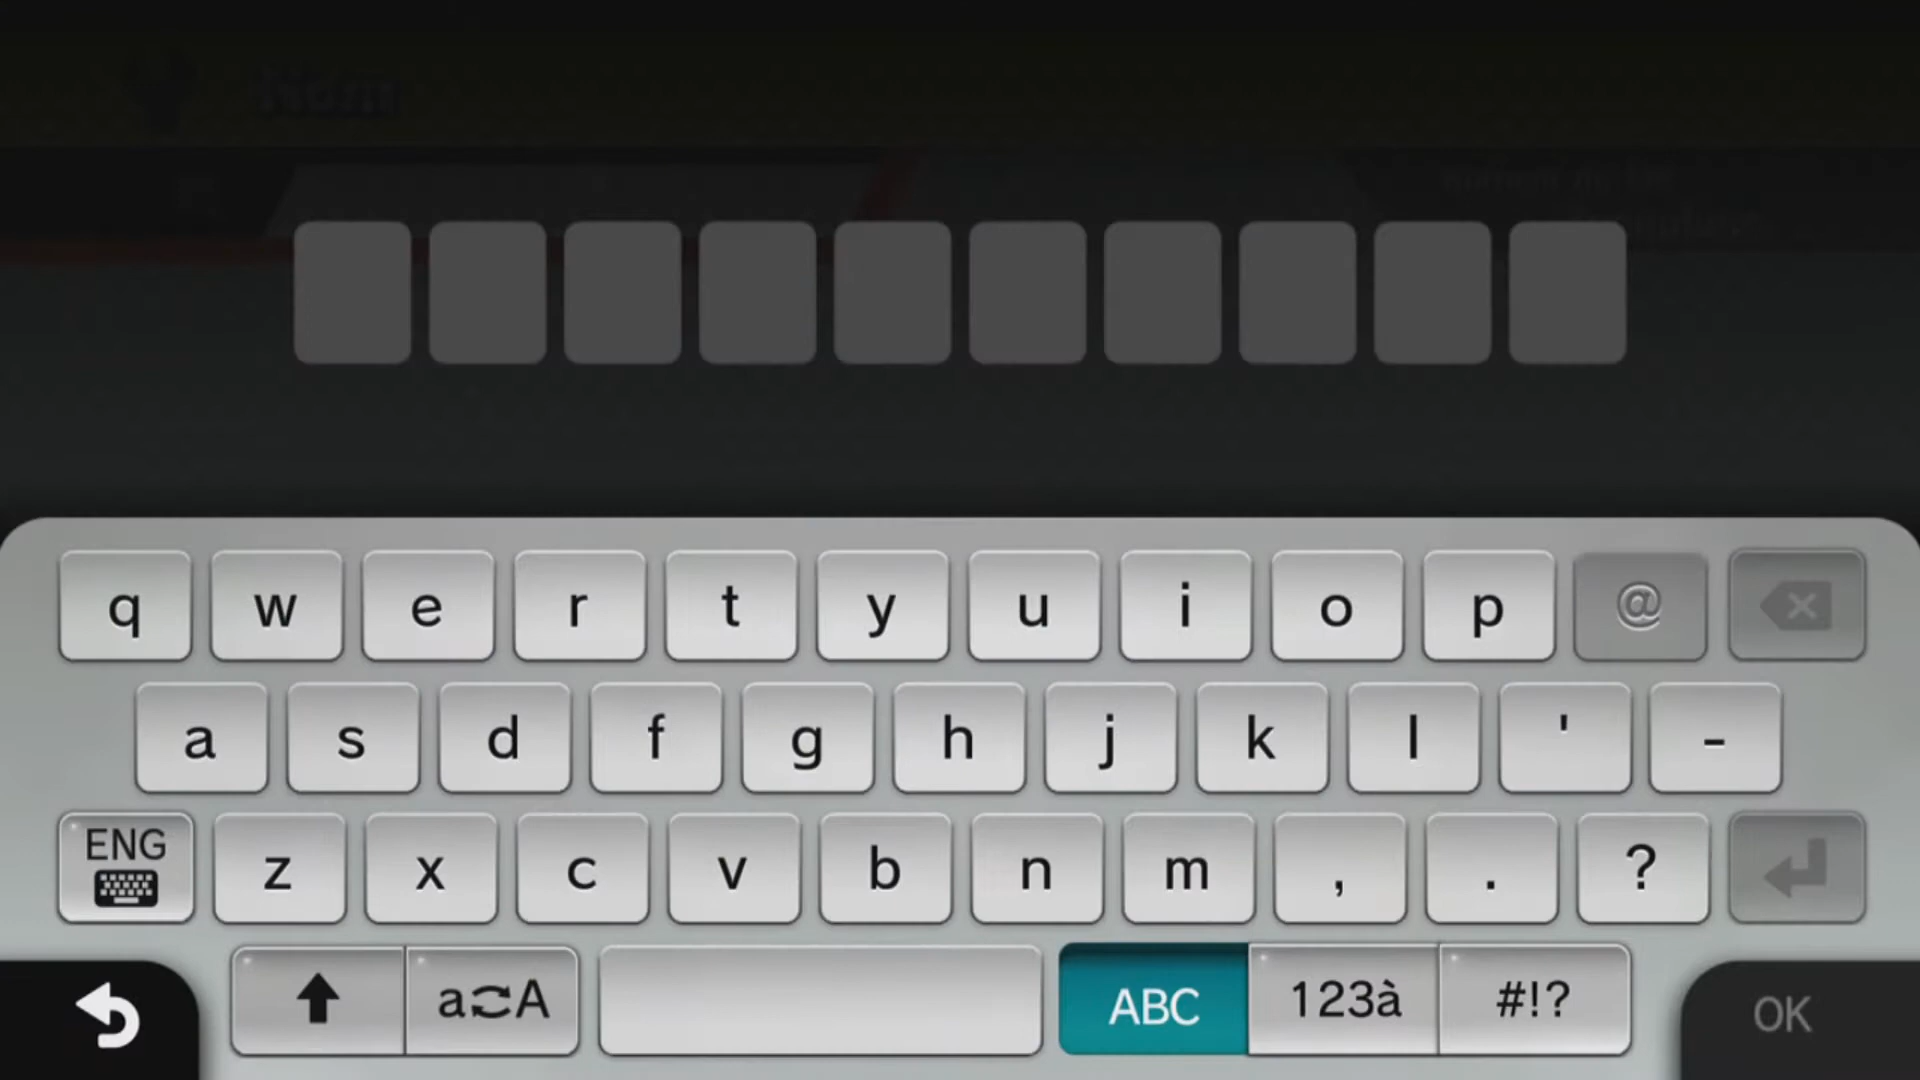 q w e r t y u i o p @
a s d f g h j k l ' -
ENG z x c v b n m , . ?
a A ABC 123à #!? OK